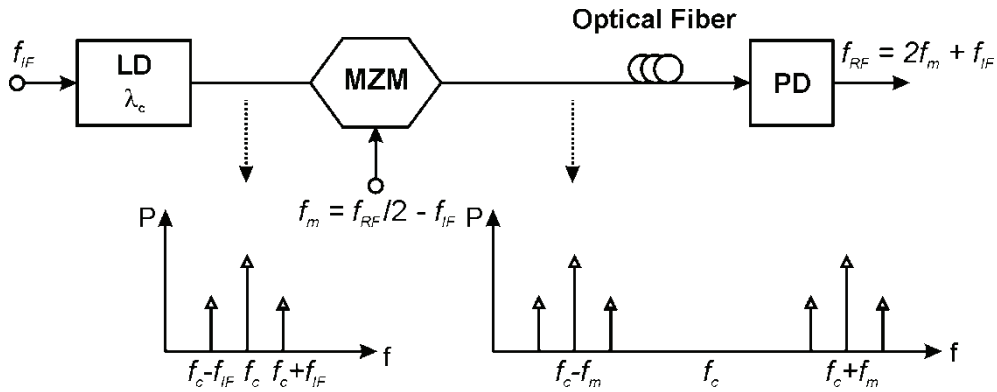 Optical Fiber
f_IF
LD
λ_c
MZM
PD
f_RF = 2f_m + f_IF
f_m = f_RF/2 - f_IF
P
f_c-f_IF f_c f_c+f_IF
f
P
f_c-f_m f_c f_c+f_m
f